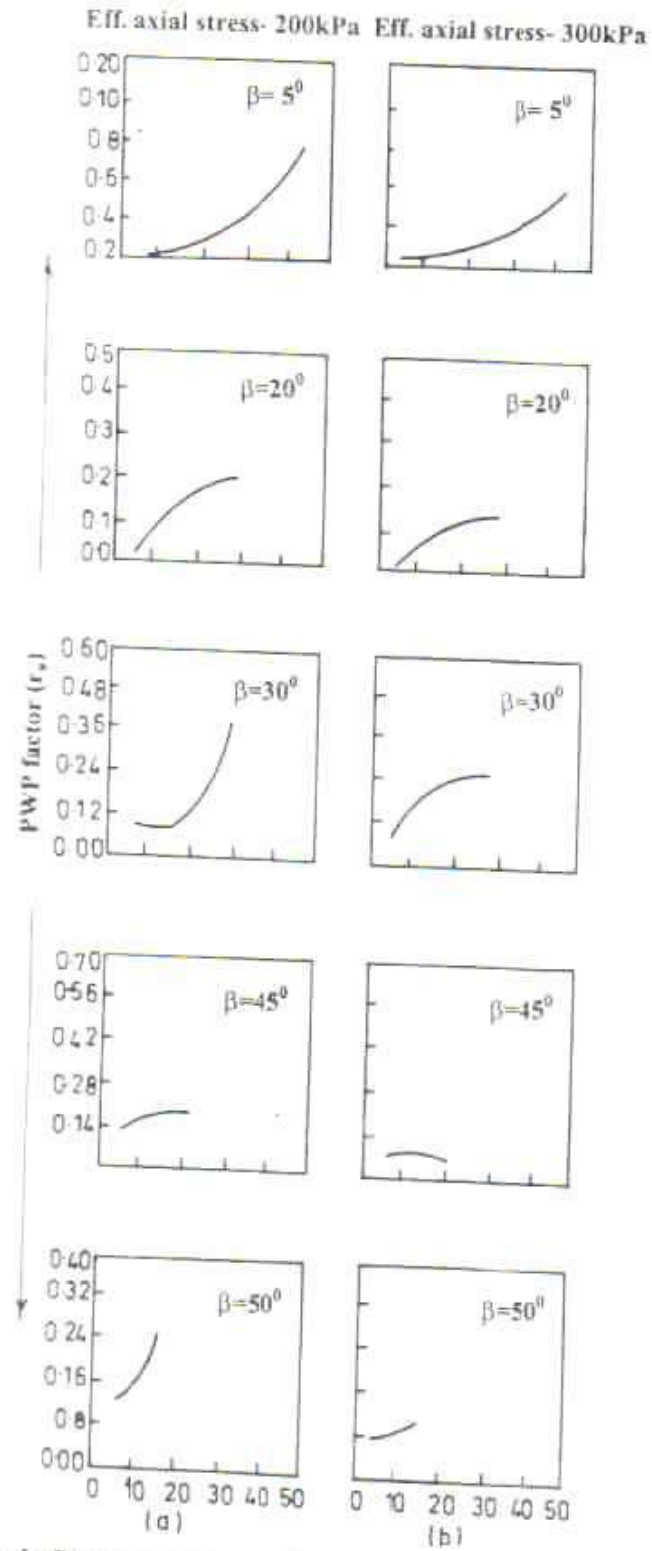 Eff. axial stress- 200kPa Eff. axial stress- 300kPa
0·20
0·10
0·8
0·6
0·4
0·2
β= 5⁰
β= 5⁰
0·5
0·4
0·3
0·2
0·1
0·0
β=20⁰
β=20⁰
PWP factor (rᵤ)
0·60
0·48
0·36
0·24
0·12
0·00
β=30⁰
β=30⁰
0·70
0·56
0·42
0·28
0·14
β=45⁰
β=45⁰
0·40
0·32
0·24
0·16
0·8
0·00
β=50⁰
β=50⁰
0 10 20 30 40 50
0 10 20 30 40 50
(a)
(b)